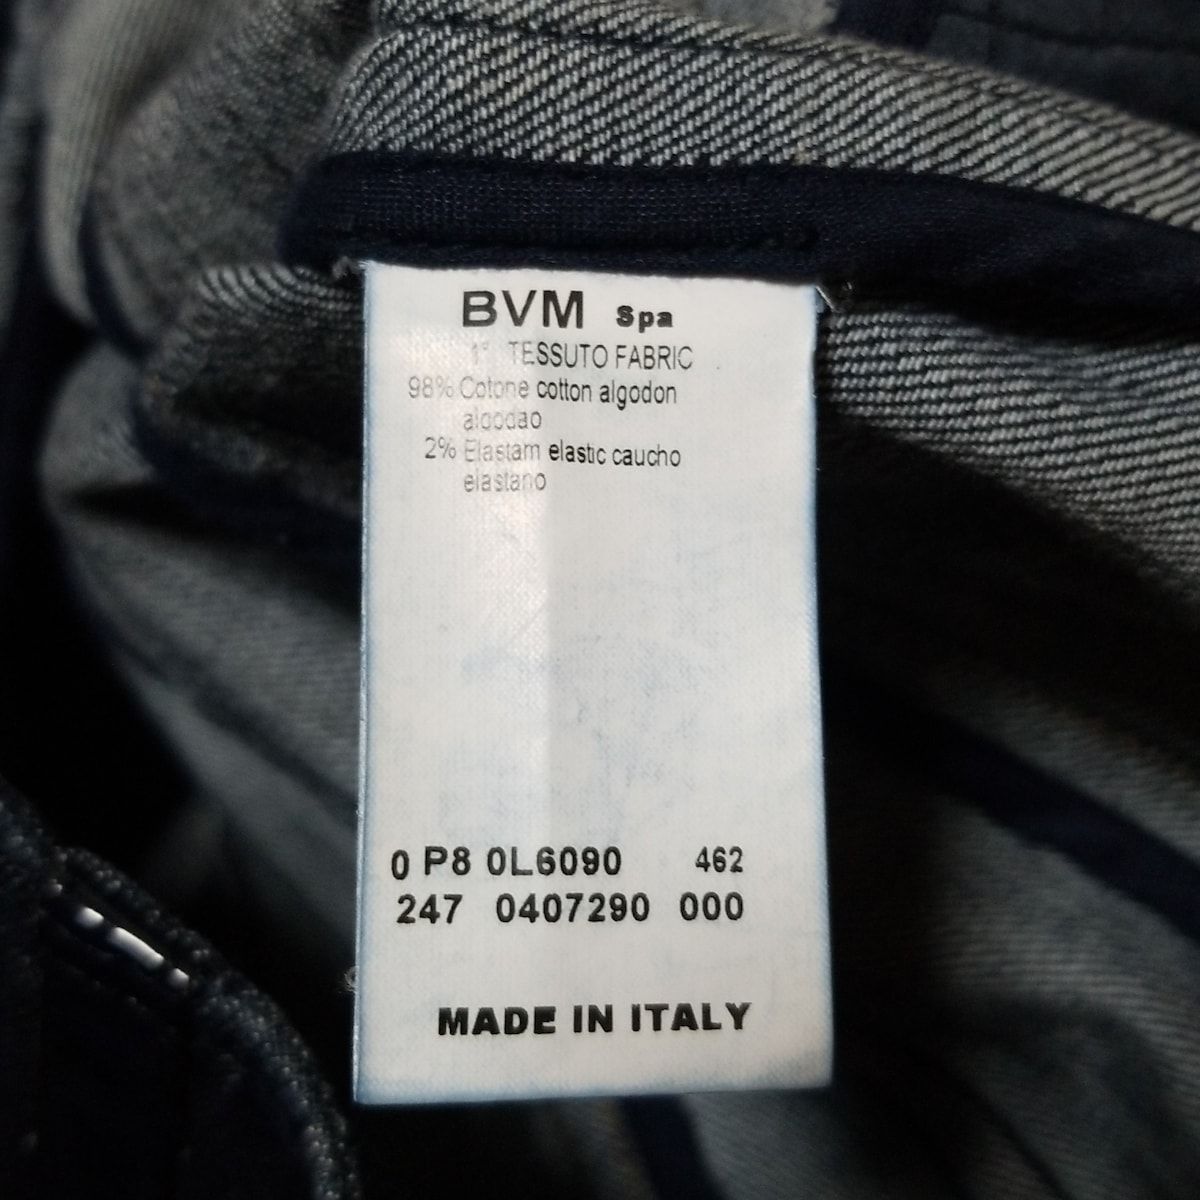 BVM Spa
1° TESSUTO FABRIC
98% Cotone cotton algodon
algodao
2% Elastam elastic caucho
elastano
0 P8 0L6090 462
247 0407290 000
MADE IN ITALY